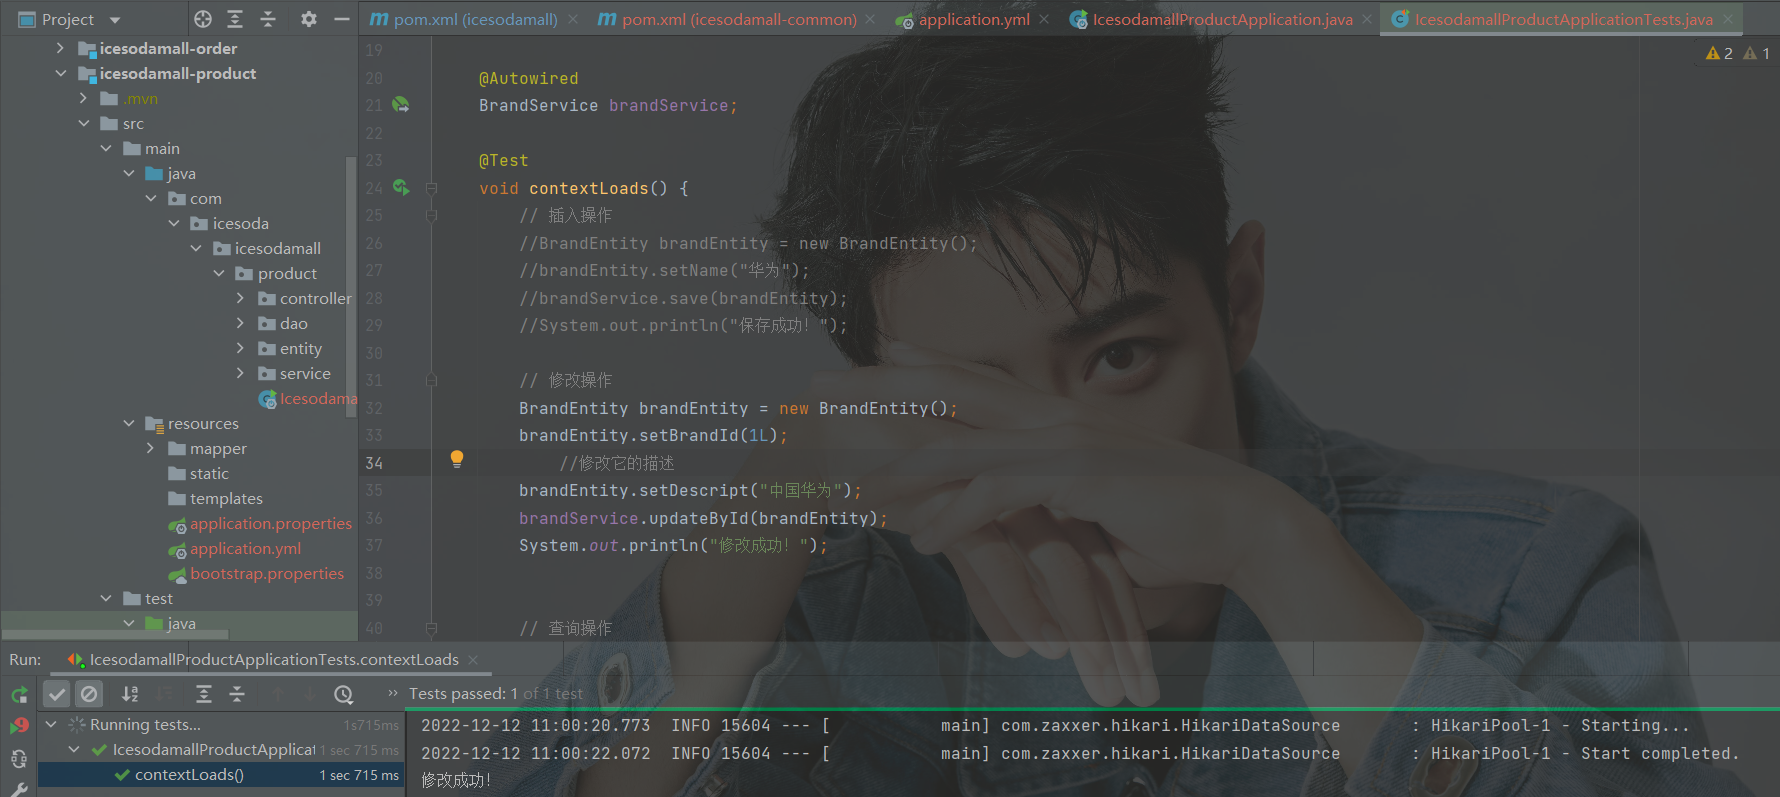 Project
pom.xml (icesodamall)
pom.xml (icesodamall-common)
application.yml
IcesodamallProductApplication.java
IcesodamallProductApplicationTests.java
icesodamall-order
icesodamall-product
.mvn
src
main
java
com
icesoda
icesodamall
product
controller
dao
entity
service
Icesodama
resources
mapper
static
templates
application.properties
application.yml
bootstrap.properties
test
java
2 1
19
20 @Autowired
21 BrandService brandService;
22
23 @Test
24 void contextLoads() {
25 // 插入操作
26 //BrandEntity brandEntity = new BrandEntity();
27 //brandEntity.setName("华为");
28 //brandService.save(brandEntity);
29 //System.out.println("保存成功！");
30
31 // 修改操作
32 BrandEntity brandEntity = new BrandEntity();
33 brandEntity.setBrandId(1L);
34 //修改它的描述
35 brandEntity.setDescript("中国华为");
36 brandService.updateById(brandEntity);
37 System.out.println("修改成功！");
38
39
40 // 查询操作
Run: IcesodamallProductApplicationTests.contextLoads
Tests passed: 1 of 1 test
Running tests... 1 s 715 ms
IcesodamallProductApplicat 1 sec 715 ms
contextLoads() 1 sec 715 ms
2022-12-12 11:00:20.773 INFO 15604 --- [ main] com.zaxxer.hikari.HikariDataSource : HikariPool-1 - Starting...
2022-12-12 11:00:22.072 INFO 15604 --- [ main] com.zaxxer.hikari.HikariDataSource : HikariPool-1 - Start completed.
修改成功！